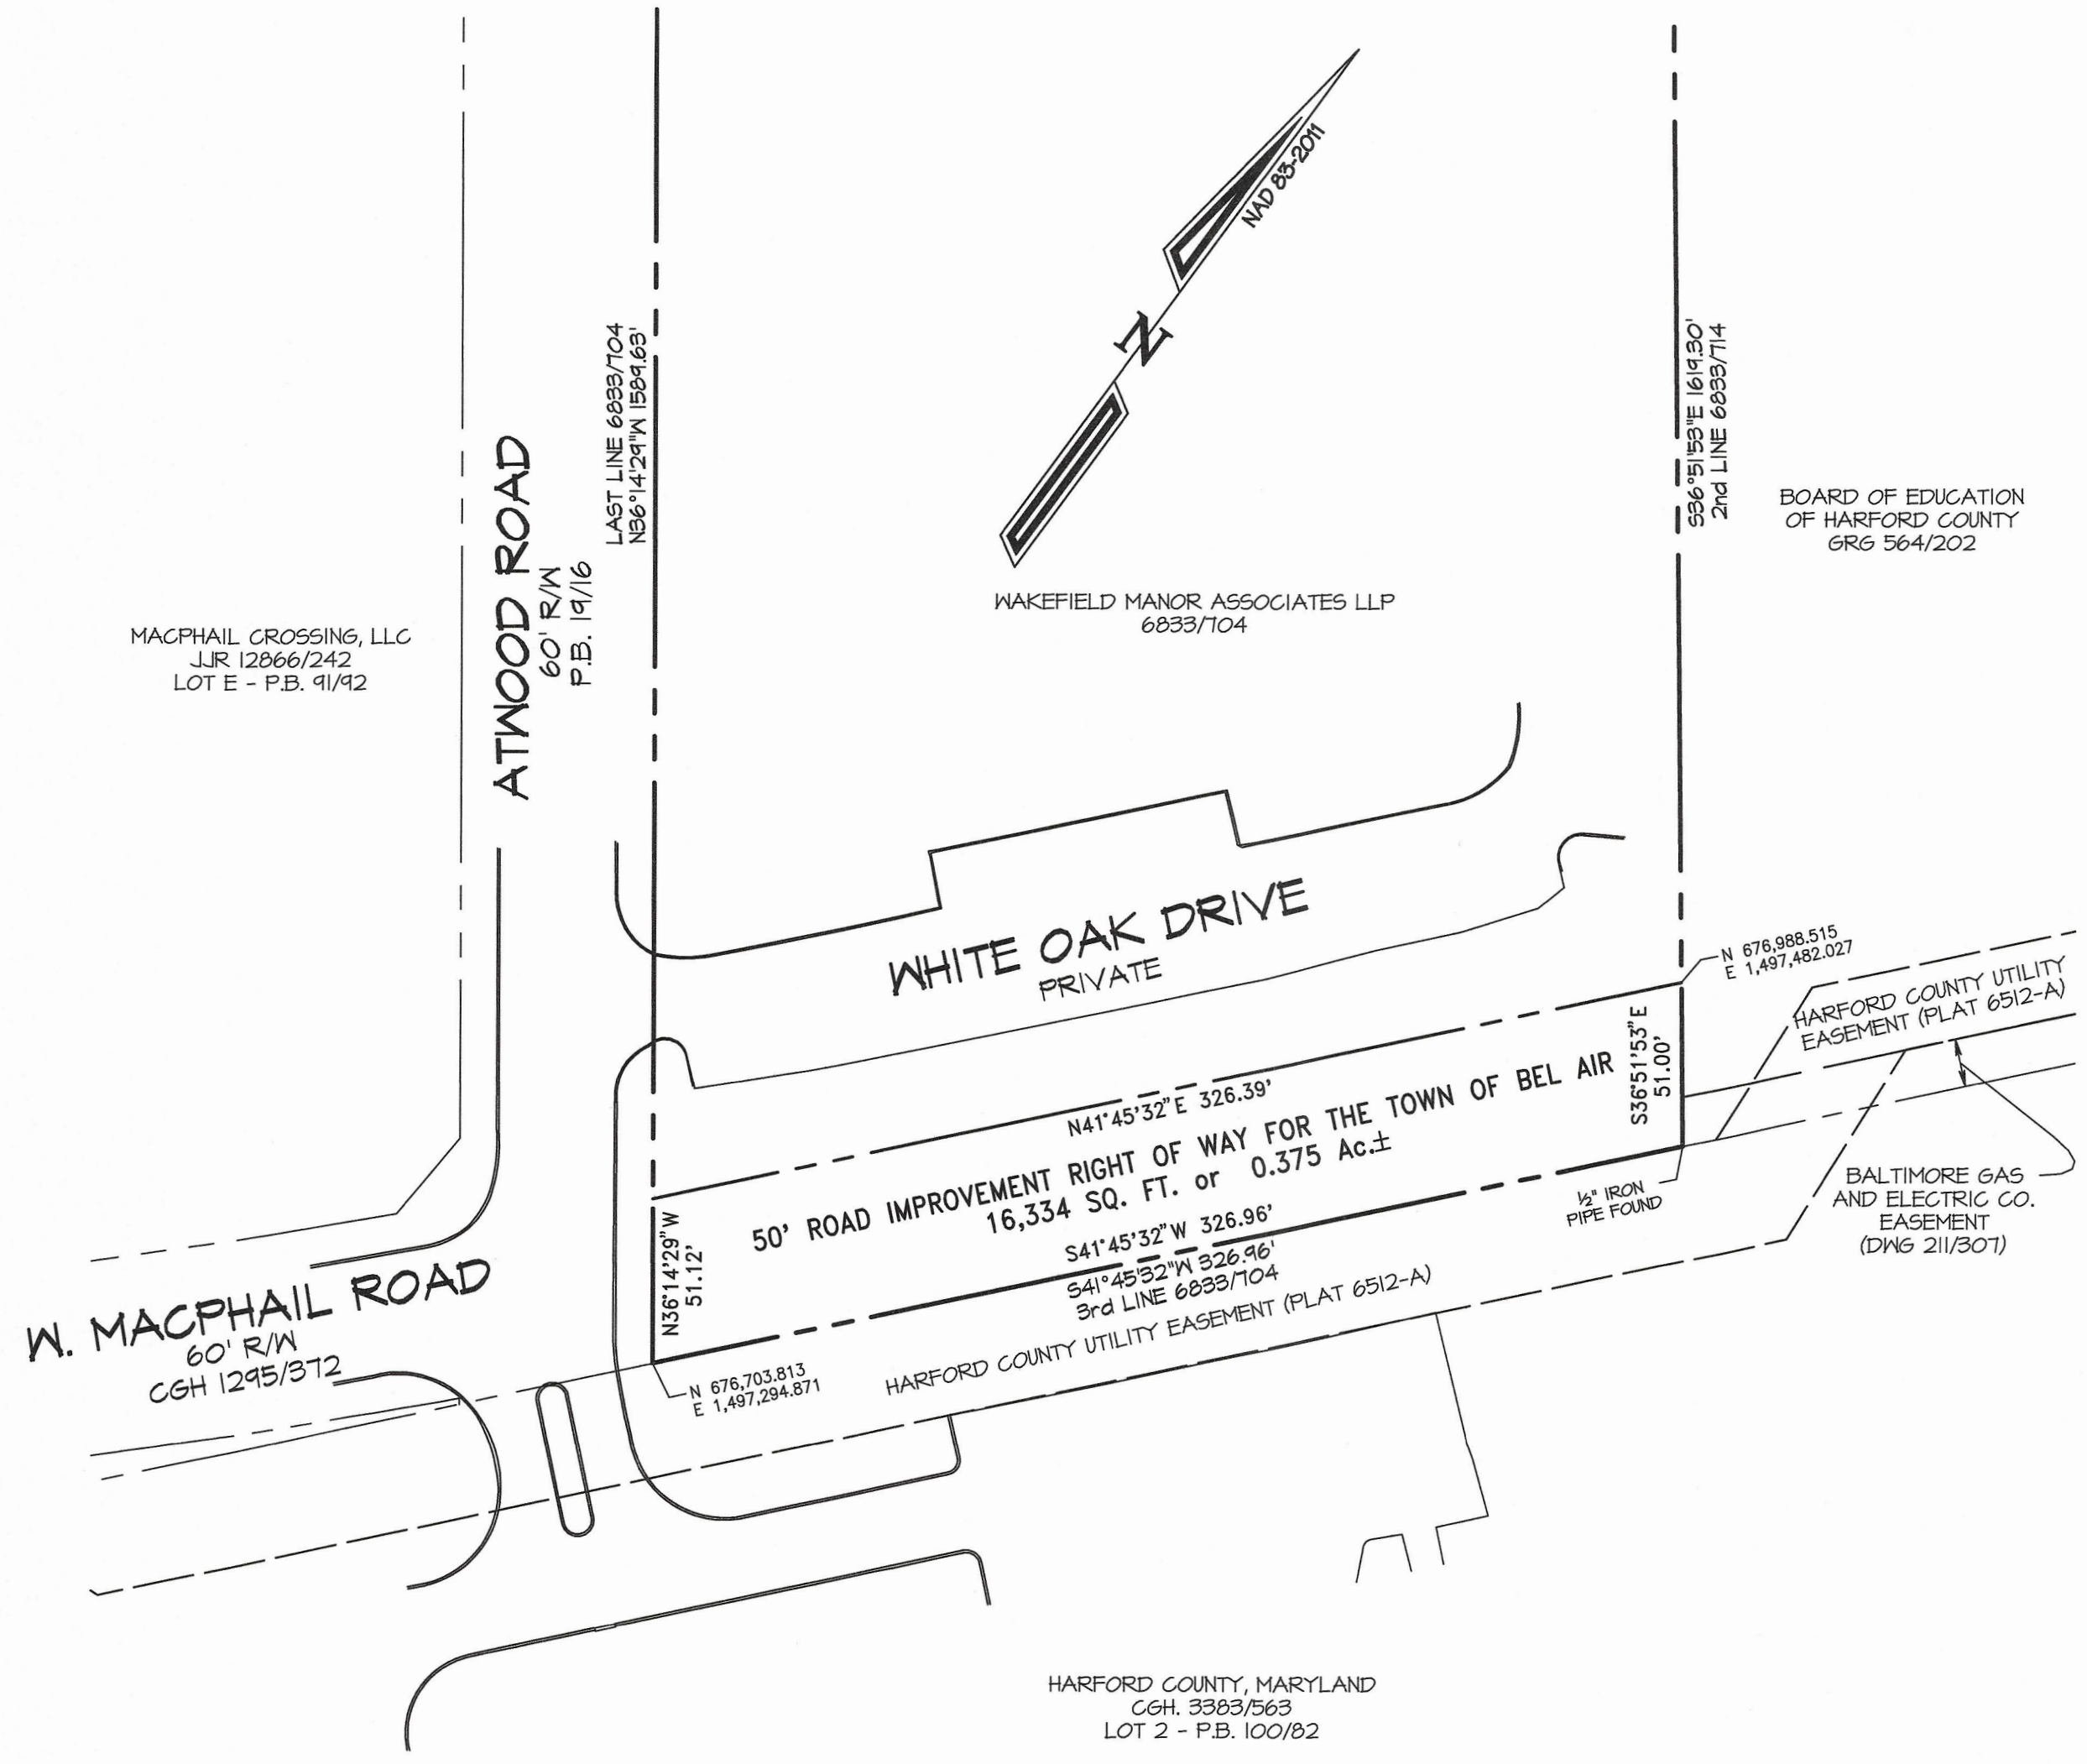 NAD 83-2011
N
LAST LINE 6833/704
N36°14'29"W 1589.63'
S36°51'53"E 1619.30'
2nd LINE 6833/714
BOARD OF EDUCATION
OF HARFORD COUNTY
GRG 564/202
ATWOOD ROAD
60' R/W
P.B. 19/16
WAKEFIELD MANOR ASSOCIATES LLP
6833/704
MACPHAIL CROSSING, LLC
JJR 12866/242
LOT E - P.B. 91/92
WHITE OAK DRIVE
PRIVATE
N 676,988.515
E 1,497,482.027
HARFORD COUNTY UTILITY
EASEMENT (PLAT 6512-A)
S36°51'53"E
51.00'
N41°45'32"E 326.39'
50' ROAD IMPROVEMENT RIGHT OF WAY FOR THE TOWN OF BEL AIR
16,334 SQ. FT. or 0.375 Ac.±
S41°45'32"W 326.96'
S41°45'32"W 326.96'
3rd LINE 6833/704
HARFORD COUNTY UTILITY EASEMENT (PLAT 6512-A)
N36°14'29"W
51.12'
1/2" IRON
PIPE FOUND
BALTIMORE GAS
AND ELECTRIC CO.
EASEMENT
(DWG 211/307)
W. MACPHAIL ROAD
60' R/W
CGH 1295/372
N 676,703.813
E 1,497,294.871
HARFORD COUNTY, MARYLAND
CGH. 3383/563
LOT 2 - P.B. 100/82